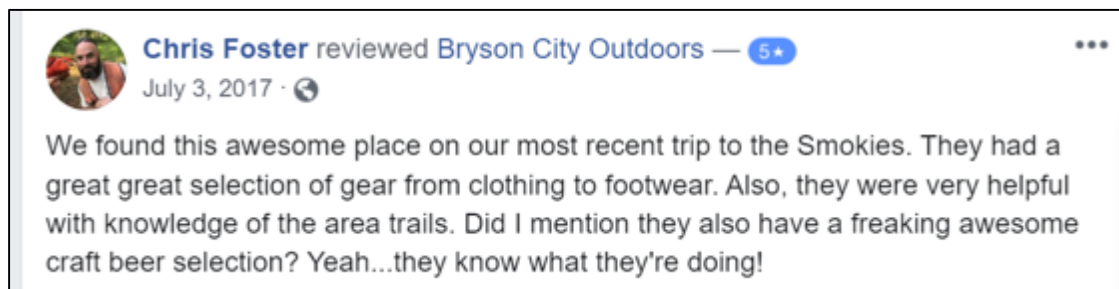 Chris Foster reviewed Bryson City Outdoors — 5★
July 3, 2017 ·
We found this awesome place on our most recent trip to the Smokies. They had a
great great selection of gear from clothing to footwear. Also, they were very helpful
with knowledge of the area trails. Did I mention they also have a freaking awesome
craft beer selection? Yeah...they know what they're doing!